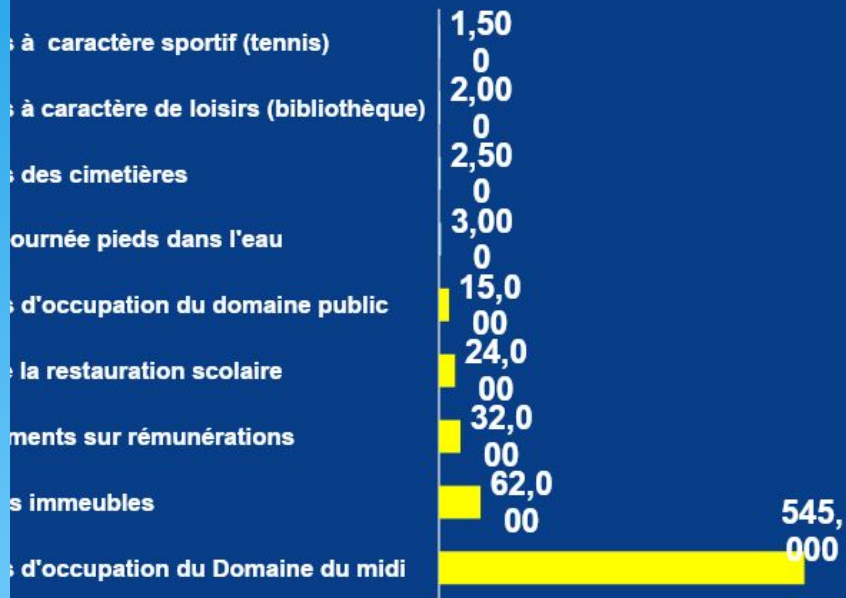 à caractère sportif (tennis)
1,50
0
à caractère de loisirs (bibliothèque)
2,00
0
des cimetières
2,50
0
pieds dans l'eau
3,00
0
d'occupation du domaine public
15,0
00
la restauration scolaire
24,0
00
sur rémunérations
32,0
00
immeubles
62,0
00
d'occupation du Domaine du midi
545,
000